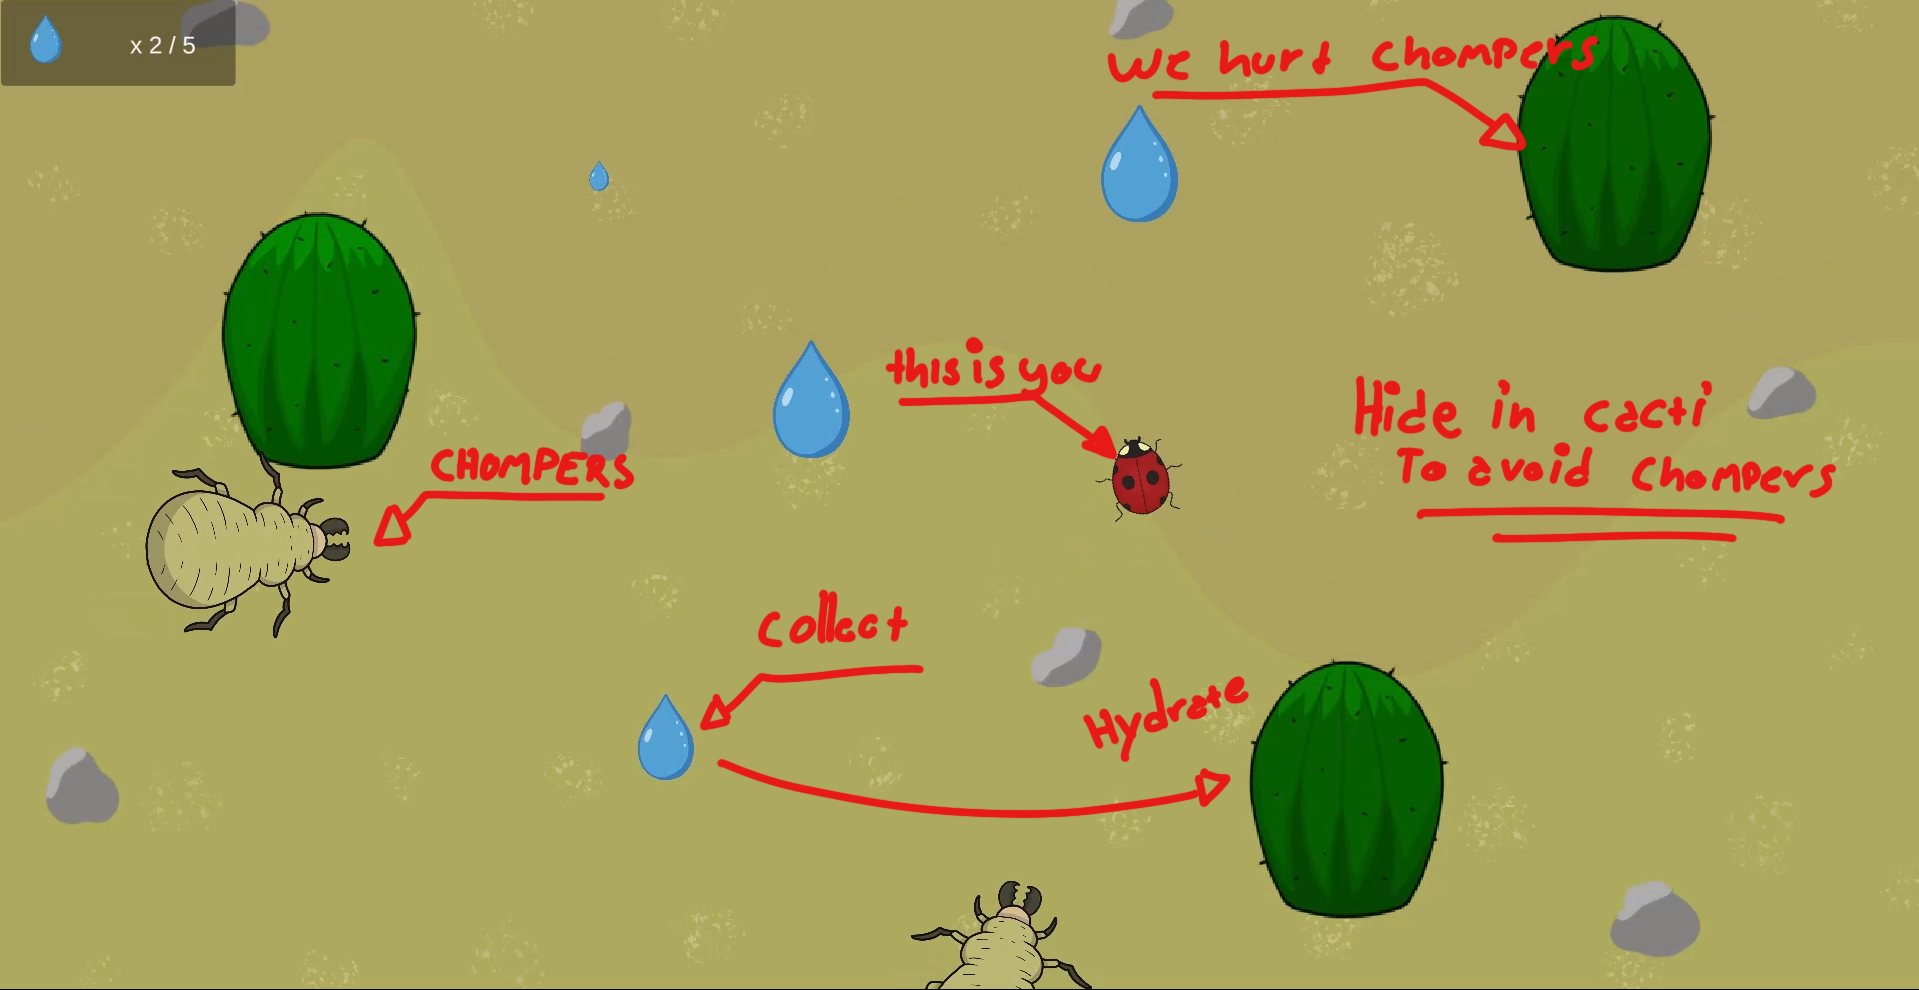 x 2 / 5
We hurt Chompers
this is you
Hide in cacti
To avoid Chompers
CHOMPERS
Collect
Hydrate